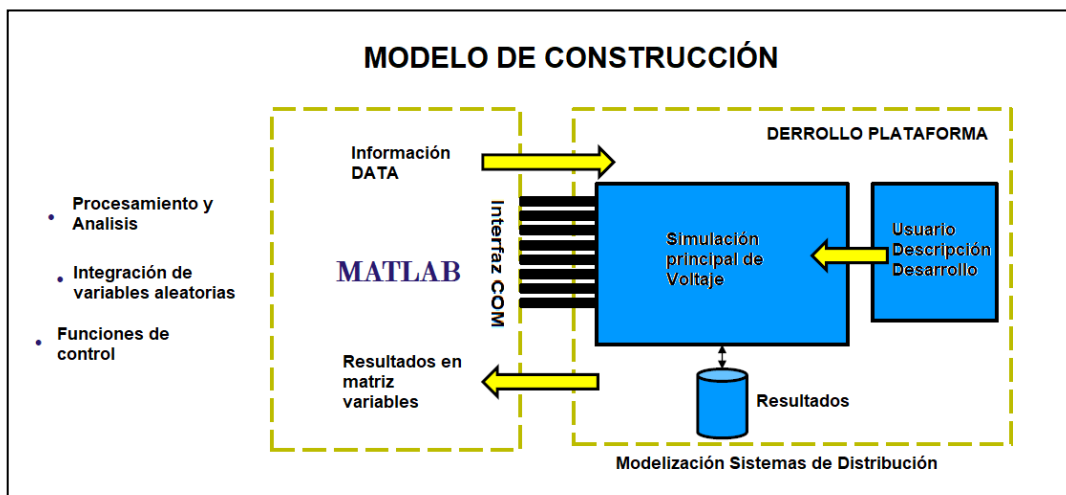 MODELO DE CONSTRUCCIÓN
DERROLLO PLATAFORMA
Información
DATA
• Procesamiento y
Analisis
• Integración de
variables aleatorias
• Funciones de
control
MATLAB
Interfaz COM
Simulación
principal de
Voltaje
Usuario
Descripción
Desarrollo
Resultados en
matriz
variables
Resultados
Modelización Sistemas de Distribución